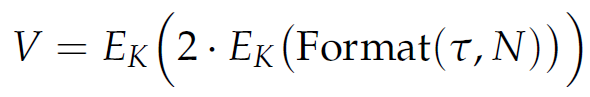 V = E_K(2 · E_K(Format(τ, N)))